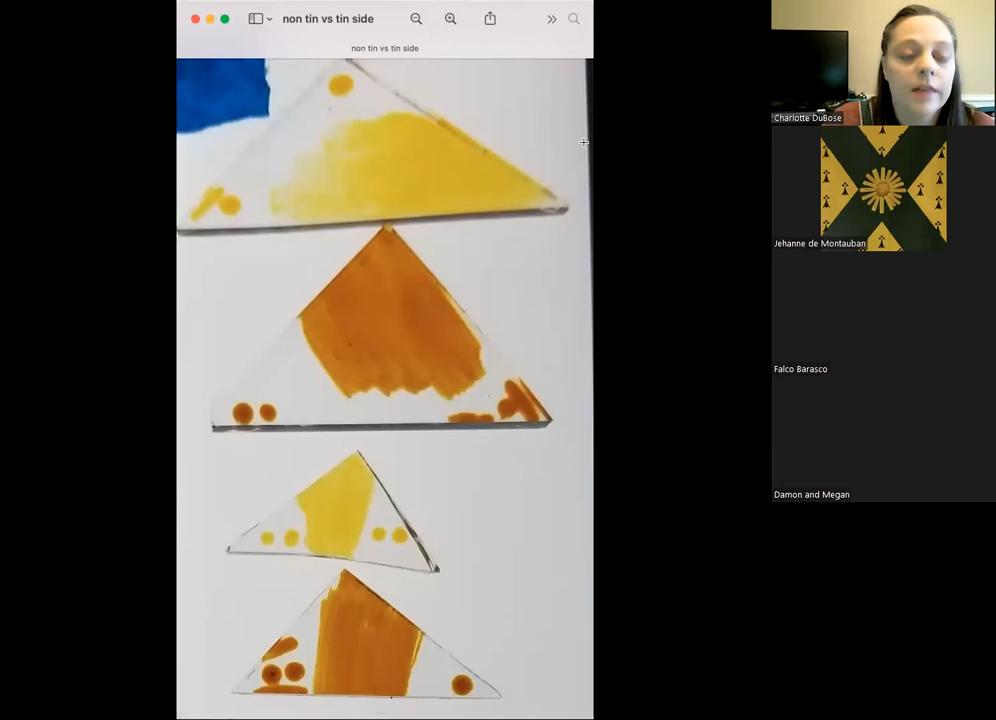 non tin vs tin side
non tin vs tin side
Charlotte DuBose
Jehanne de Montauban
Falco Barasco
Damon and Megan